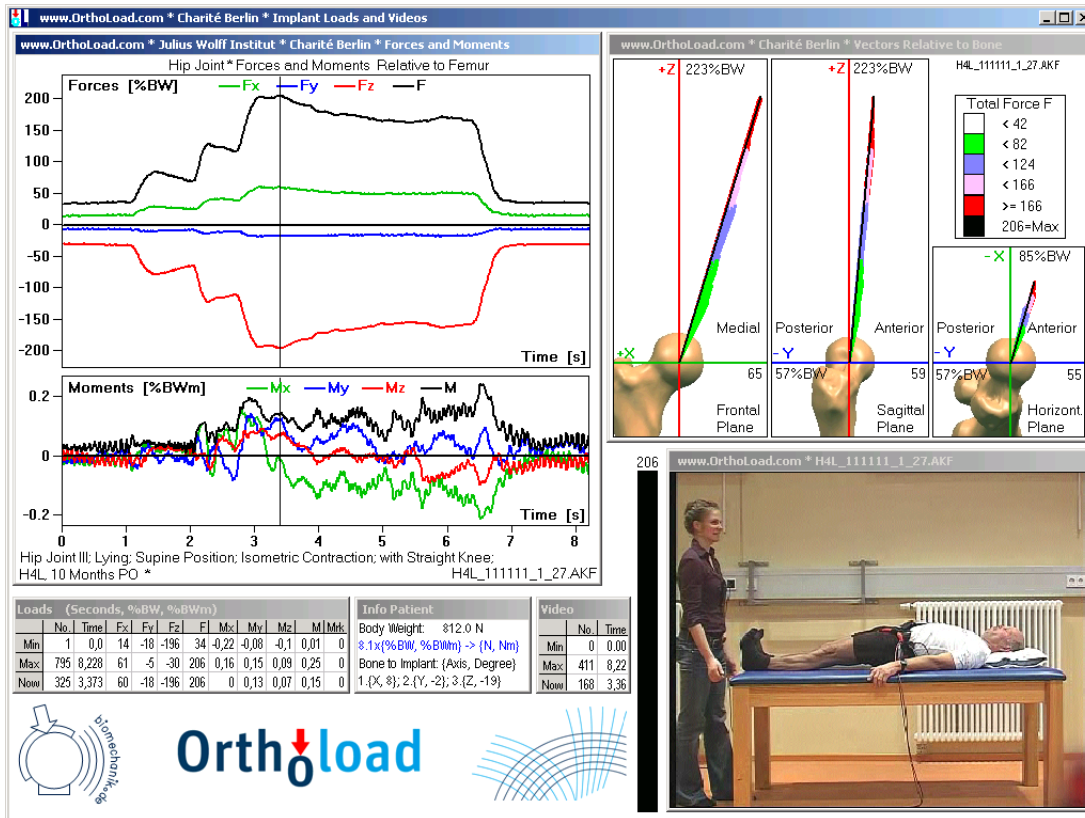 www.OrthoLoad.com * Charité Berlin * Implant Loads and Videos
www.OrthoLoad.com * Julius Wolff Institut * Charité Berlin * Forces and Moments
Hip Joint * Forces and Moments Relative to Femur
Forces [%BW] Fx Fy Fz F
200
150
100
50
0
-50
-100
-150
-200
Time [s]
Moments [%BWm] Mx My Mz M
0.2
0
-0.2
Time [s]
0 1 2 3 4 5 6 7 8
Hip Joint III; Lying; Supine Position; Isometric Contraction; with Straight Knee;
H4L, 10 Months PO * H4L_111111_1_27.AKF
www.OrthoLoad.com * Charité Berlin * Vectors Relative to Bone
+Z 223%BW
+X
Medial
65
Frontal
Plane
+Z 223%BW
Posterior Anterior
-Y
57%BW 59
Sagittal
Plane
H4L_111111_1_27.AKF
Total Force F
< 42
< 82
< 124
< 166
>= 166
206=Max
-X 85%BW
Posterior Anterior
-Y
57%BW 55
Horizont.
Plane
206
www.OrthoLoad.com * H4L_111111_1_27.AKF
Loads (Seconds, %BW, %BWm)
No. Time Fx Fy Fz F Mx My Mz M Mrk
Min 1 0,0 14 -18 -196 34 -0,22 -0,08 -0,1 0,01 0
Max 795 8,228 61 -5 -30 206 0,16 0,15 0,09 0,25 0
Now 325 3,373 60 -18 -196 206 0 0,13 0,07 0,15 0
Info Patient
Body Weight: 812.0 N
8.1x{%BW, %BWm} -> {N, Nm}
Bone to Implant: {Axis, Degree}
1.{X, 8}; 2.{Y, -2}; 3.{Z, -19}
Video
No. Time
Min 0 0.00
Max 411 8,22
Now 168 3,36
biomechanik.de
Orthoload